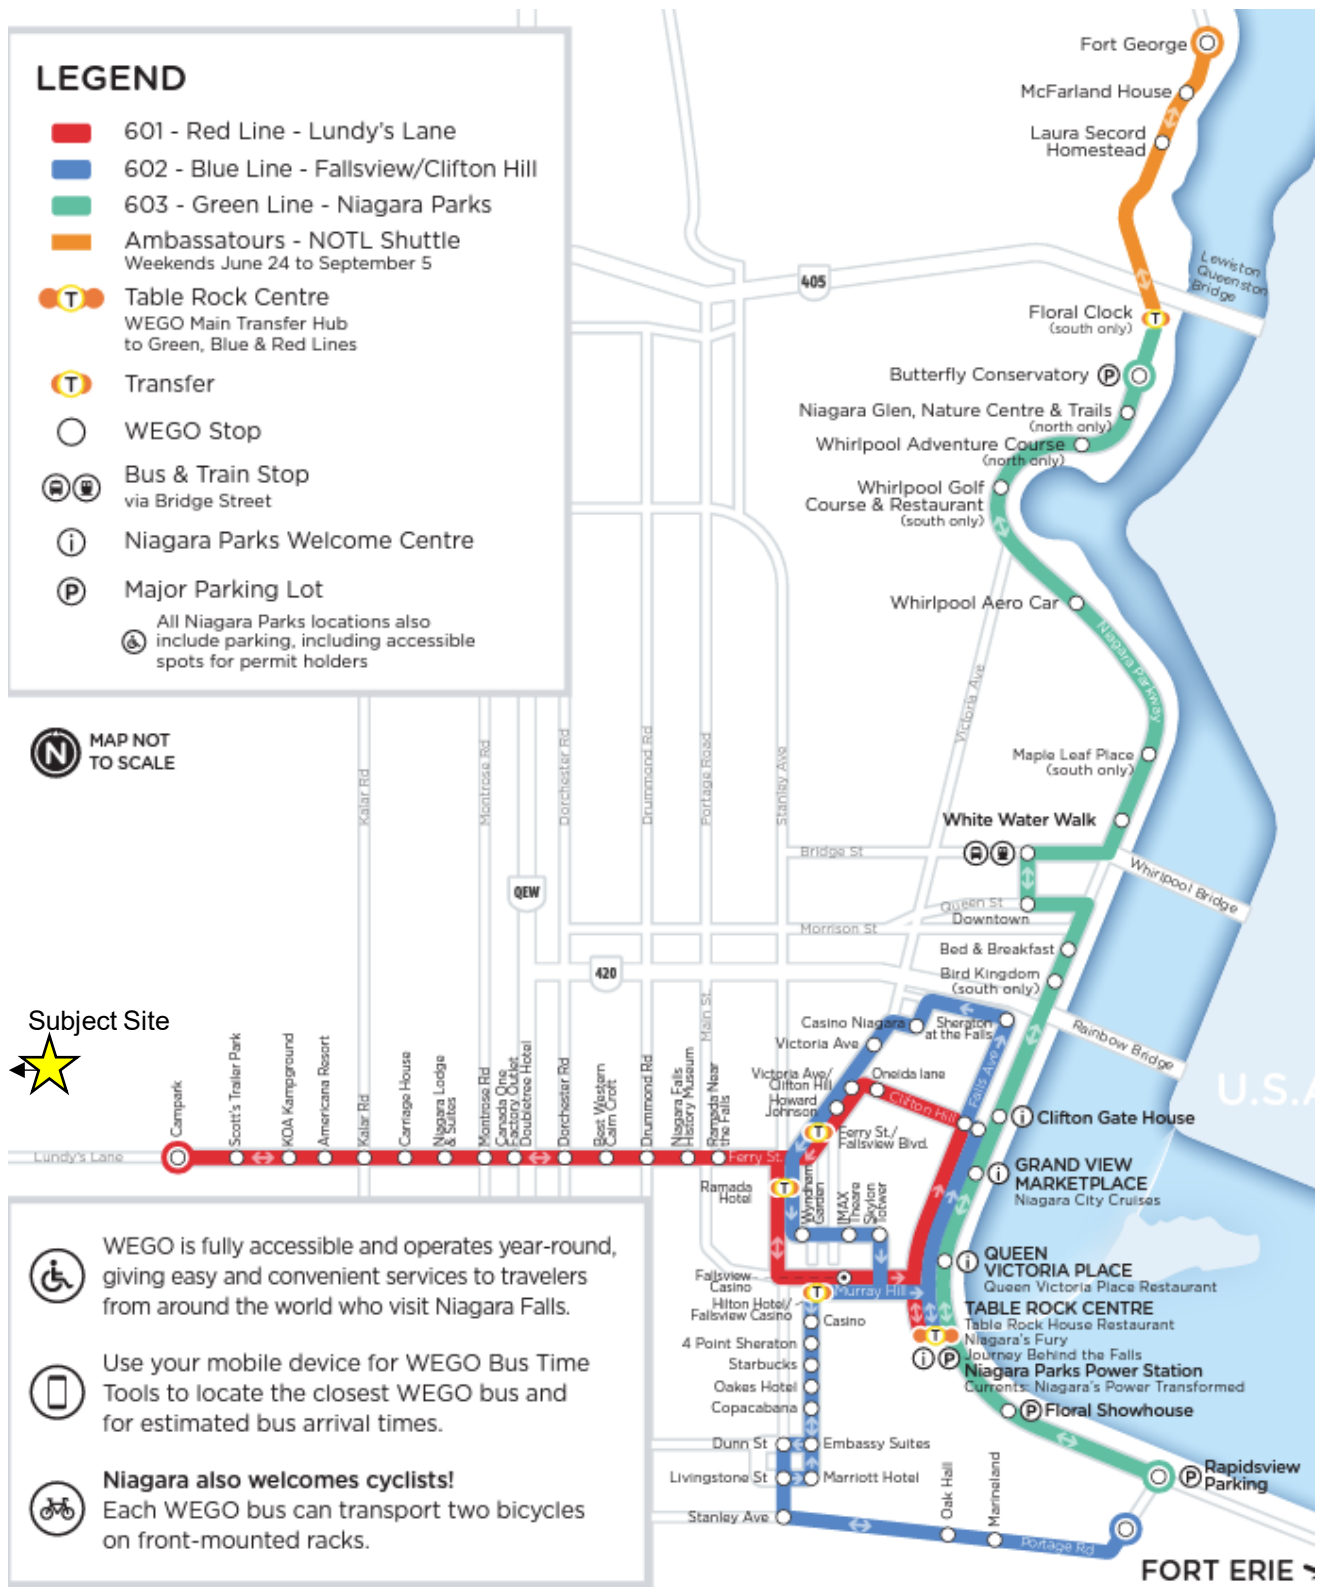 LEGEND
601 - Red Line - Lundy's Lane
602 - Blue Line - Fallsview/Clifton Hill
603 - Green Line - Niagara Parks
Ambassatours - NOTL Shuttle
Weekends June 24 to September 5
T
Table Rock Centre
WEGO Main Transfer Hub
to Green, Blue & Red Lines
T
Transfer
WEGO Stop
Bus & Train Stop
via Bridge Street
i
Niagara Parks Welcome Centre
P
Major Parking Lot
All Niagara Parks locations also
include parking, including accessible
spots for permit holders
N
MAP NOT
TO SCALE
Fort George
McFarland House
Laura Secord
Homestead
405
Lewiston
Queenston
Bridge
Floral Clock
(south only)
T
Butterfly Conservatory
P
Niagara Glen, Nature Centre & Trails
(north only)
Whirlpool Adventure Course
(north only)
Whirlpool Golf
Course & Restaurant
(south only)
Whirlpool Aero Car
Niagara Parkway
Victoria Ave
Maple Leaf Place
(south only)
White Water Walk
Kalar Rd
Montrose Rd
Dorchester Rd
Drummond Rd
Portage Road
Stanley Ave
Bridge St
Whirlpool Bridge
QEW
Queen St
Downtown
Morrison St
Bed & Breakfast
420
Bird Kingdom
(south only)
Main St
Rainbow Bridge
U.S.A
Subject Site
Casino Niagara
Sheraton
at the Falls
Victoria Ave
Falls Ave
Victoria Ave/
Clifton Hill
Oneida lane
Howard
Johnson
Clifton Hill
Clifton Gate House
i
T
Ferry St./
Fallsview Blvd.
Campark
Scott's Trailer Park
KOA Kampground
Americana Resort
Kalar Rd
Carriage House
Niagara Lodge
& Suites
Montrose Rd
Canada One
Factory Outlet
Doubletree Hotel
Dorchester Rd
Best Western
Cairn Croft
Drummond Rd
Niagara Falls
History Museum
Ramada Near
the Falls
Lundy's Lane
Ferry St.
i
GRAND VIEW
MARKETPLACE
Niagara City Cruises
Ramada
Hotel
T
Wyndham
Garden
IMAX
Theare
Skylon
Totwer
i
QUEEN
VICTORIA PLACE
Queen Victoria Place Restaurant
Fallsview
Casino
Murray Hill
T
Hilton Hotel/
Fallsview Casino
Casino
TABLE ROCK CENTRE
Table Rock House Restaurant
Niagara's Fury
Journey Behind the Falls
T
i
P
Niagara Parks Power Station
Currents: Niagara's Power Transformed
4 Point Sheraton
Starbucks
Oakes Hotel
Copacabana
P
Floral Showhouse
Dunn St
Embassy Suites
Livingstone St
Marriott Hotel
Stanley Ave
Oak Hall
Marineland
Portage Rd
P
Rapidsview
Parking
FORT ERIE
WEGO is fully accessible and operates year-round,
giving easy and convenient services to travelers
from around the world who visit Niagara Falls.
Use your mobile device for WEGO Bus Time
Tools to locate the closest WEGO bus and
for estimated bus arrival times.
Niagara also welcomes cyclists!
Each WEGO bus can transport two bicycles
on front-mounted racks.